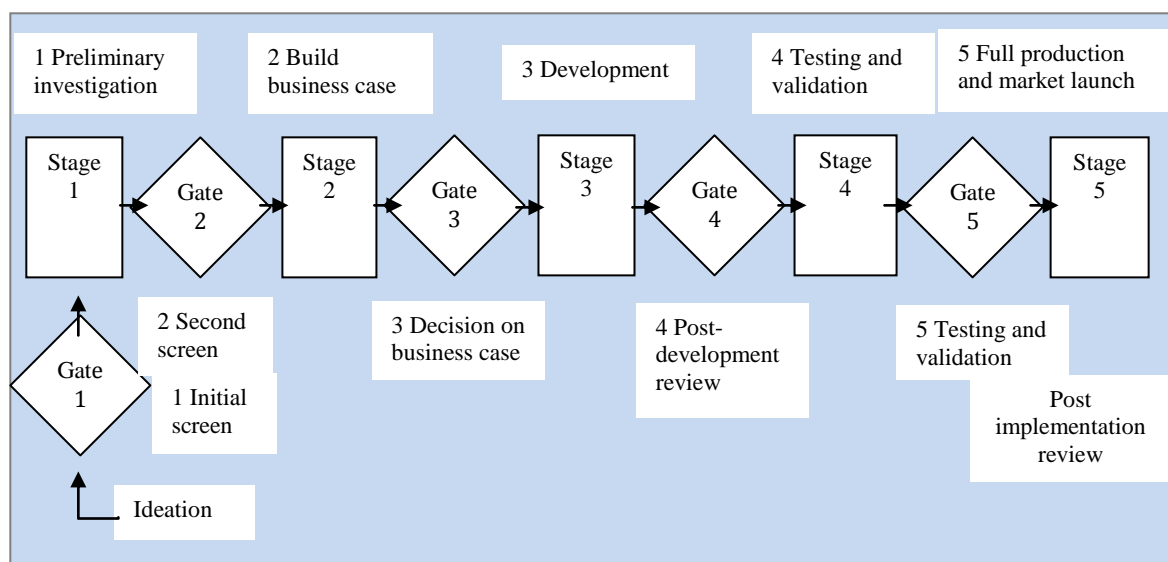 1 Preliminary
investigation
2 Build
business case
3 Development
4 Testing and
validation
5 Full production
and market launch
Stage
1
Gate
2
Stage
2
Gate
3
Stage
3
Gate
4
Stage
4
Gate
5
Stage
5
2 Second
screen
3 Decision on
business case
4 Post-
development
review
5 Testing and
validation
Gate
1
1 Initial
screen
Post
implementation
review
Ideation